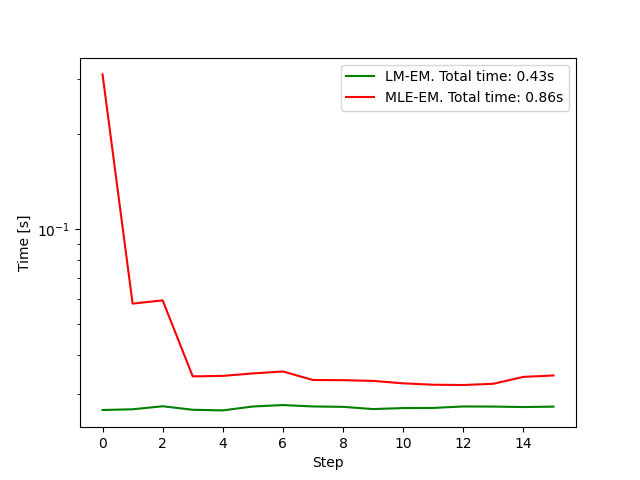 LM-EM. Total time: 0.43s
MLE-EM. Total time: 0.86s
Time [s]
10⁻¹
0 2 4 6 8 10 12 14
Step